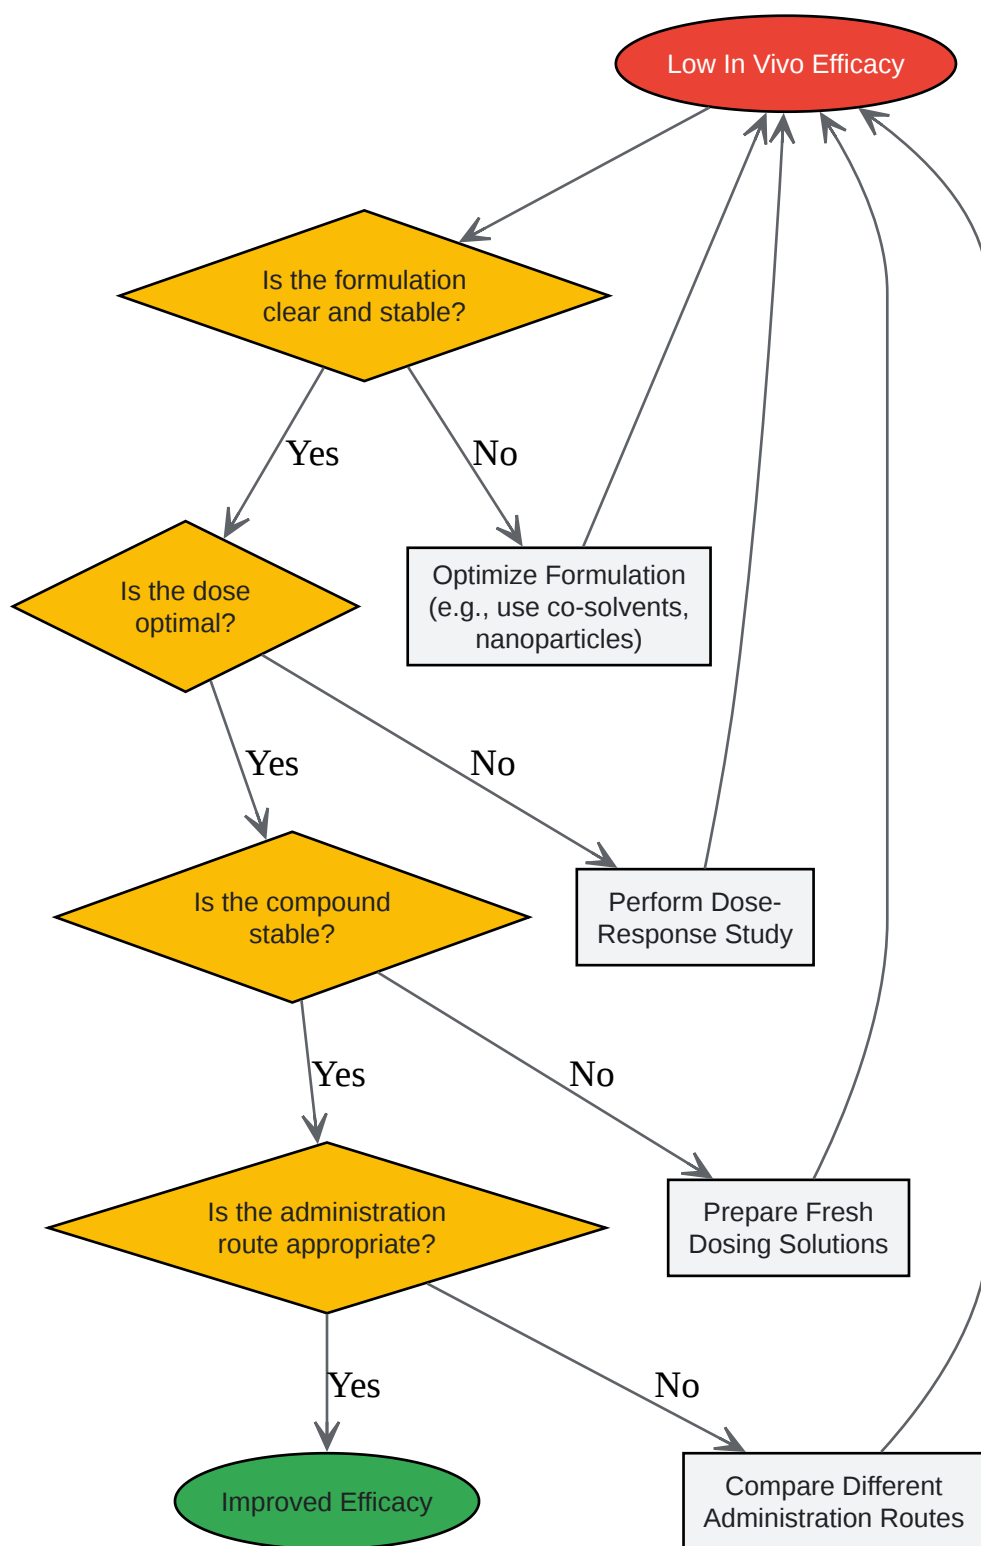 Low In Vivo Efficacy
Is the formulation
clear and stable?
Yes
No
Is the dose
optimal?
Optimize Formulation
(e.g., use co-solvents,
nanoparticles)
Yes
No
Is the compound
stable?
Perform Dose-
Response Study
Yes
No
Is the administration
route appropriate?
Prepare Fresh
Dosing Solutions
Yes
No
Improved Efficacy
Compare Different
Administration Routes